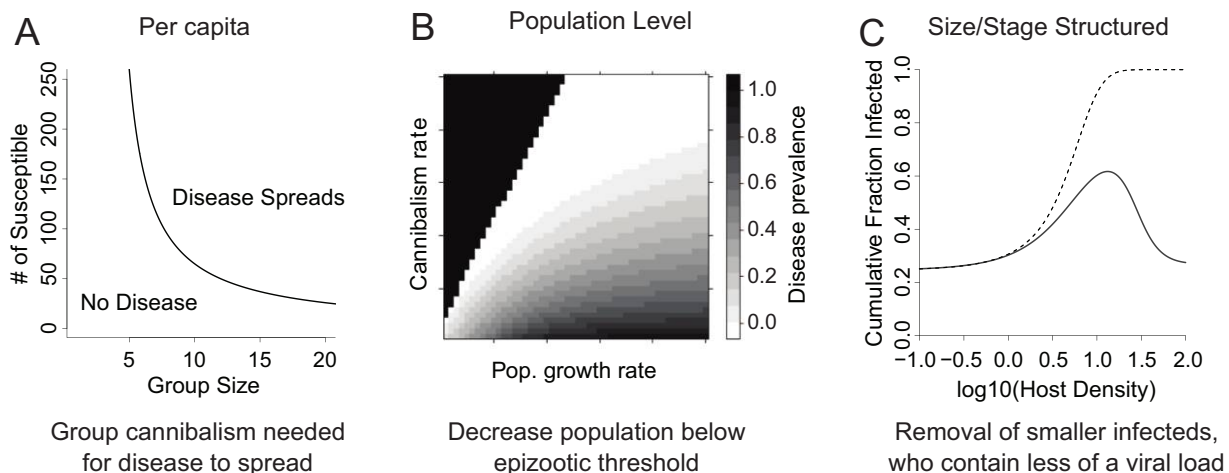 A
Per capita
# of Susceptible
250
200
150
100
50
0
Disease Spreads
No Disease
5
10
15
20
Group Size
Group cannibalism needed
for disease to spread
B
Population Level
Cannibalism rate
Pop. growth rate
1.0
0.8
0.6
0.4
0.2
0.0
Disease prevalence
Decrease population below
epizootic threshold
C
Size/Stage Structured
Cumulative Fraction Infected
1.0
0.8
0.6
0.4
0.2
0.0
−1.0
−0.5
0.0
0.5
1.0
1.5
2.0
log10(Host Density)
Removal of smaller infecteds,
who contain less of a viral load